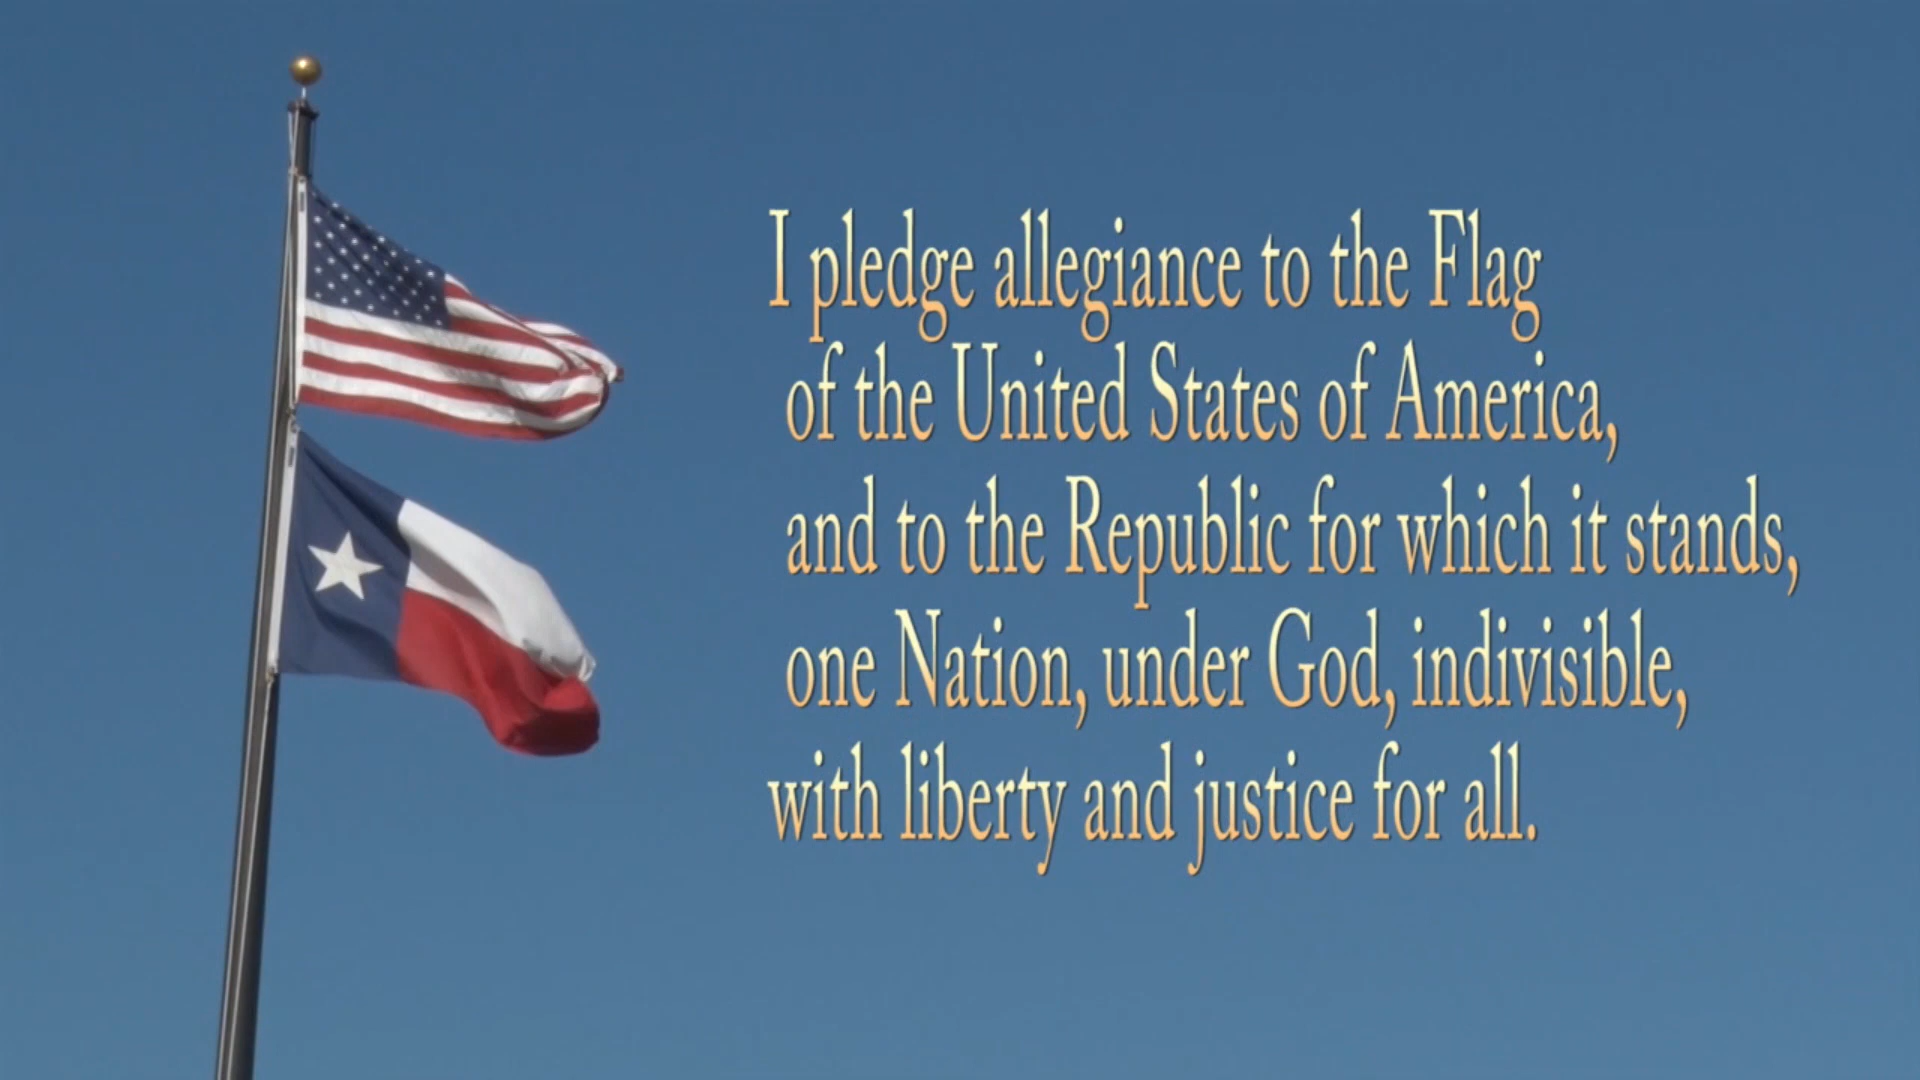 I pledge allegiance to the Flag
of the United States of America,
and to the Republic for which it stands,
one Nation, under God, indivisible,
with liberty and justice for all.